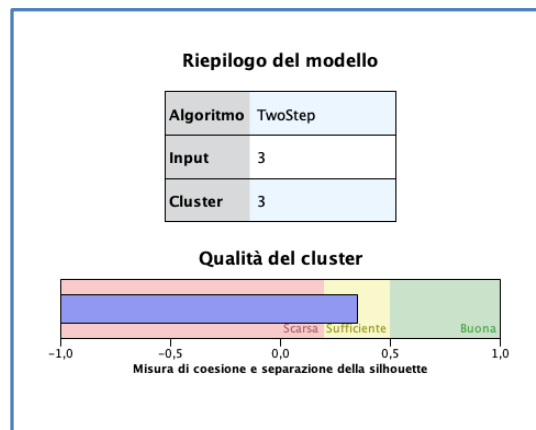 Riepilogo del modello
Algoritmo TwoStep
Input 3
Cluster 3
Qualità del cluster
Scarsa Sufficiente Buona
-1,0 -0,5 0,0 0,5 1,0
Misura di coesione e separazione della silhouette